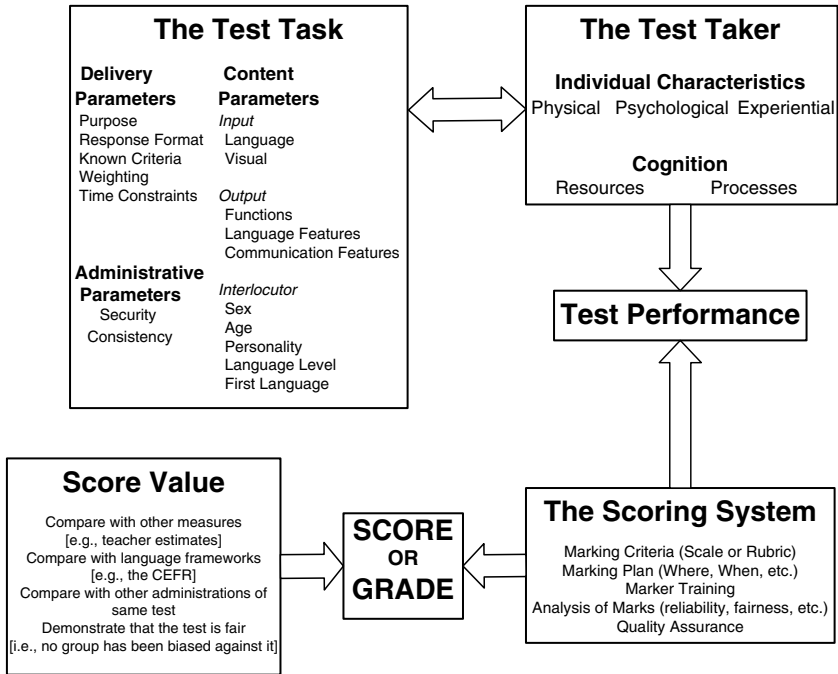 The Test Task
Delivery
Parameters
Purpose
Response Format
Known Criteria
Weighting
Time Constraints
Administrative
Parameters
Security
Consistency
Content
Parameters
Input
Language
Visual
Output
Functions
Language Features
Communication Features
Interlocutor
Sex
Age
Personality
Language Level
First Language
The Test Taker
Individual Characteristics
Physical Psychological Experiential
Cognition
Resources Processes
Test Performance
Score Value
Compare with other measures
[e.g., teacher estimates]
Compare with language frameworks
[e.g., the CEFR]
Compare with other administrations of
same test
Demonstrate that the test is fair
[i.e., no group has been biased against it]
SCORE
OR
GRADE
The Scoring System
Marking Criteria (Scale or Rubric)
Marking Plan (Where, When, etc.)
Marker Training
Analysis of Marks (reliability, fairness, etc.)
Quality Assurance